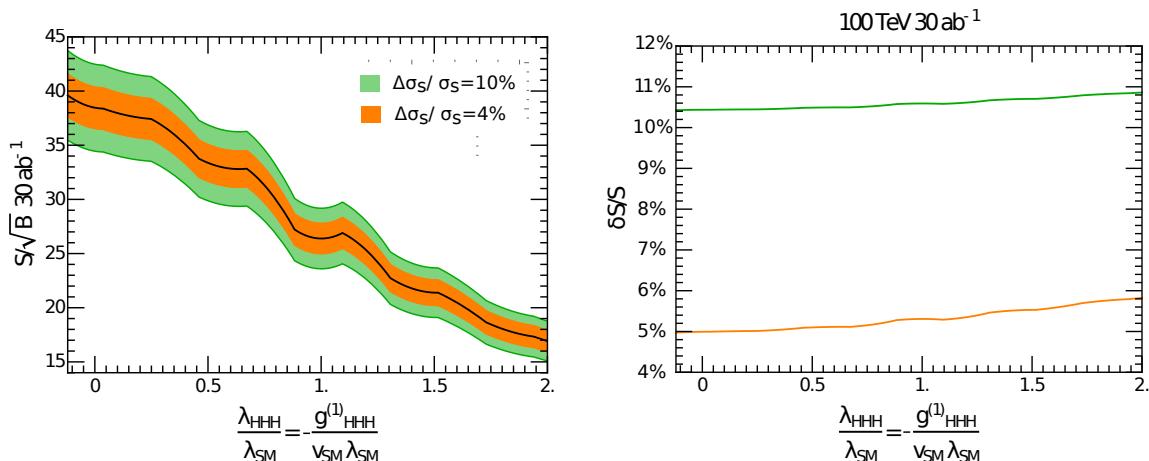 45
40
35
30
25
20
15
S/√B 30 ab⁻¹
Δσ_S/ σ_S=10%
Δσ_S/ σ_S=4%
0 0.5 1. 1.5 2.
λ_HHH/λ_SM=-g^(1)_HHH/v_SM λ_SM
100 TeV 30 ab⁻¹
12%
11%
10%
9%
8%
7%
6%
5%
4%
δS/S
0 0.5 1. 1.5 2.
λ_HHH/λ_SM=-g^(1)_HHH/v_SM λ_SM